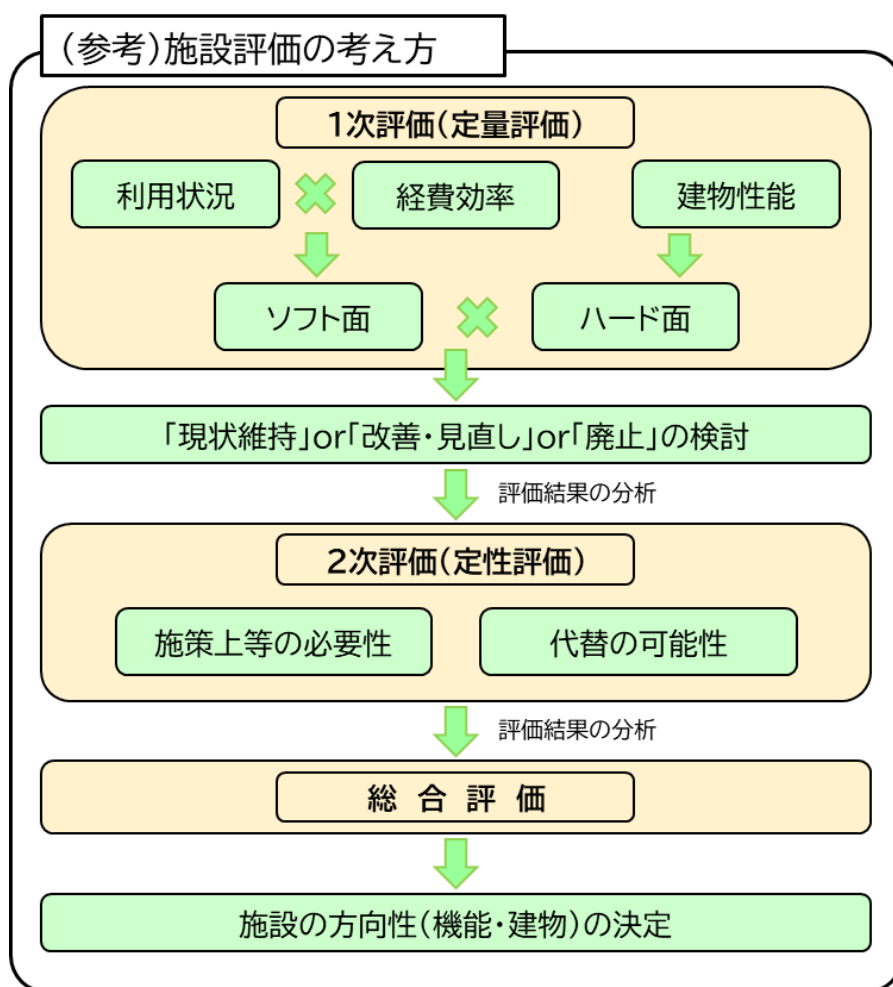 (参考)施設評価の考え方
1次評価(定量評価)
利用状況
経費効率
建物性能
ソフト面
ハード面
「現状維持」or「改善・見直し」or「廃止」の検討
評価結果の分析
2次評価(定性評価)
施策上等の必要性
代替の可能性
評価結果の分析
総 合 評 価
施設の方向性(機能・建物)の決定